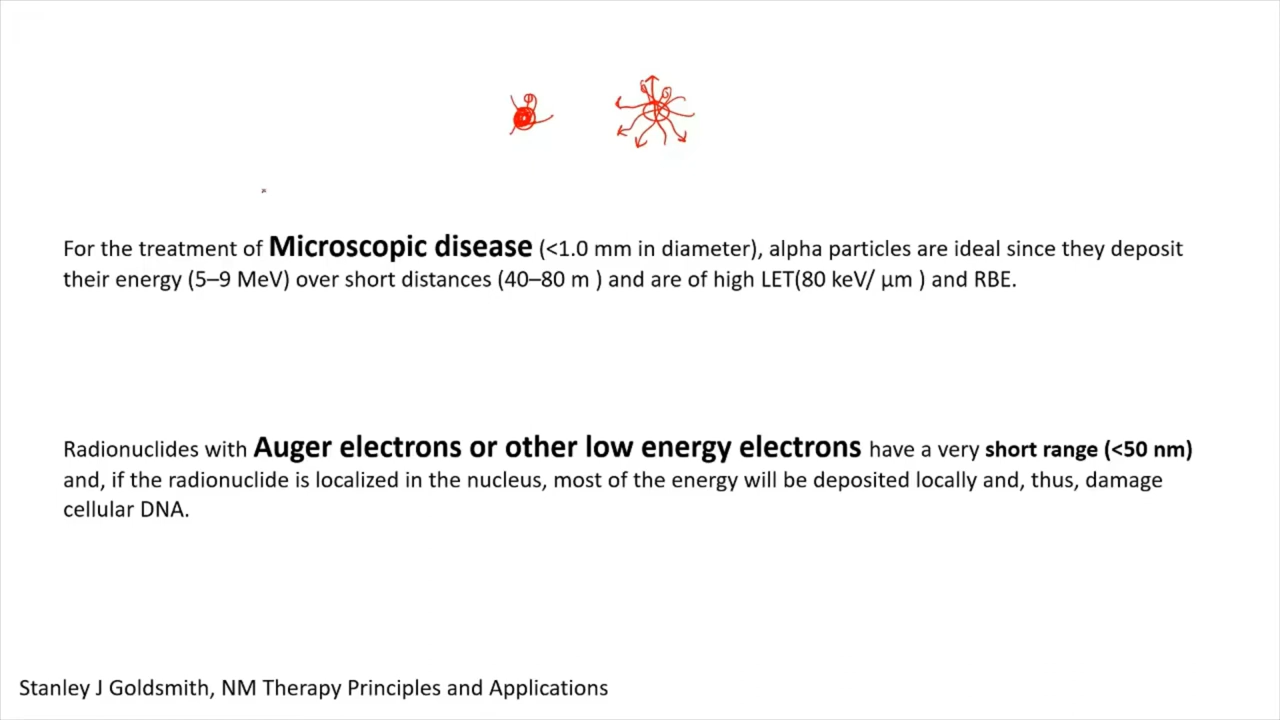 For the treatment of Microscopic disease (<1.0 mm in diameter), alpha particles are ideal since they deposit
their energy (5–9 MeV) over short distances (40–80 m ) and are of high LET(80 keV/ μm ) and RBE.
Radionuclides with Auger electrons or other low energy electrons have a very short range (<50 nm)
and, if the radionuclide is localized in the nucleus, most of the energy will be deposited locally and, thus, damage
cellular DNA.
Stanley J Goldsmith, NM Therapy Principles and Applications